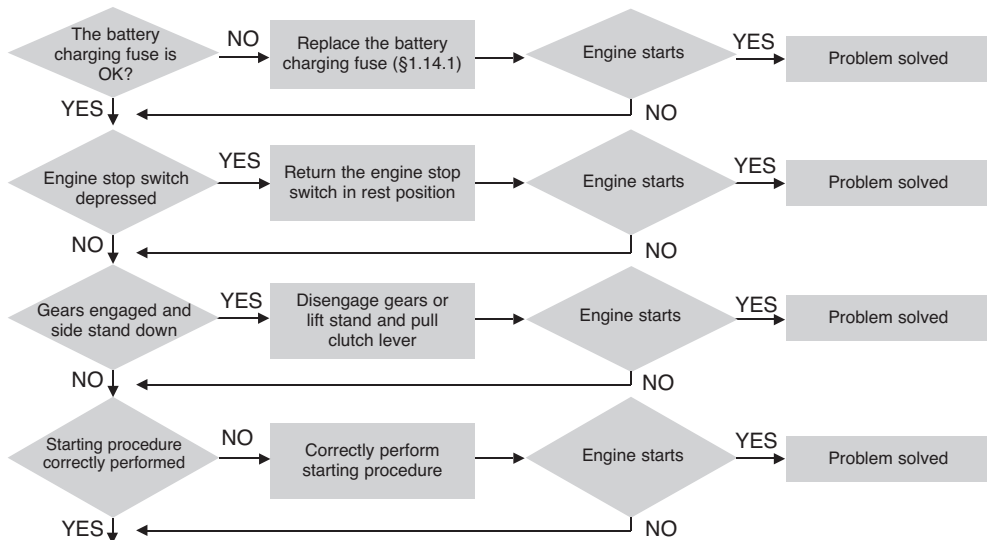 The battery
charging fuse is
OK?
NO
Replace the battery
charging fuse (§1.14.1)
Engine starts
YES
Problem solved
YES
NO
Engine stop switch
depressed
YES
Return the engine stop
switch in rest position
Engine starts
YES
Problem solved
NO
NO
Gears engaged and
side stand down
YES
Disengage gears or
lift stand and pull
clutch lever
Engine starts
YES
Problem solved
NO
NO
Starting procedure
correctly performed
NO
Correctly perform
starting procedure
Engine starts
YES
Problem solved
YES
NO